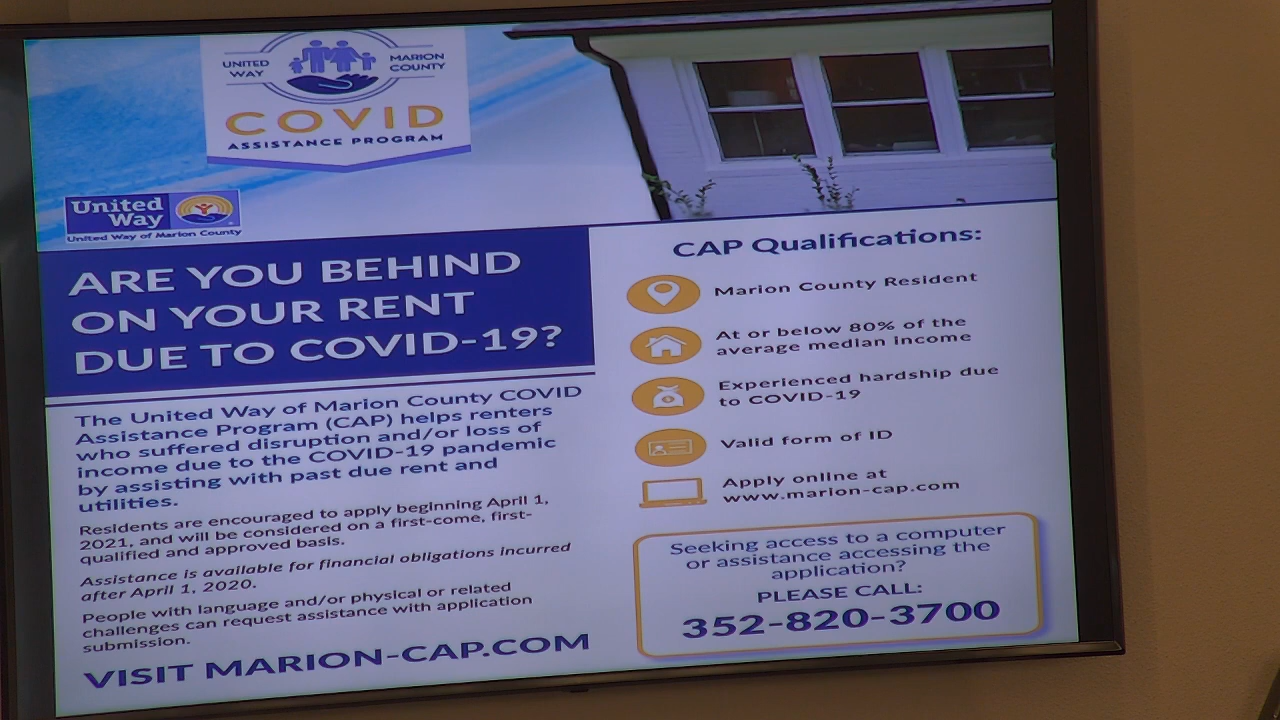 UNITED WAY
MARION COUNTY
COVID
ASSISTANCE PROGRAM
United Way
United Way of Marion County
ARE YOU BEHIND
ON YOUR RENT
DUE TO COVID-19?
The United Way of Marion County COVID
Assistance Program (CAP) helps renters
who suffered disruption and/or loss of
income due to the COVID-19 pandemic
by assisting with past due rent and
utilities.
Residents are encouraged to apply beginning April 1,
2021, and will be considered on a first-come, first-
qualified and approved basis.
Assistance is available for financial obligations incurred
after April 1, 2020.
People with language and/or physical or related
challenges can request assistance with application
submission.
VISIT MARION-CAP.COM
CAP Qualifications:
Marion County Resident
At or below 80% of the
average median income
Experienced hardship due
to COVID-19
Valid form of ID
Apply online at
www.marion-cap.com
Seeking access to a computer
or assistance accessing the
application?
PLEASE CALL:
352-820-3700